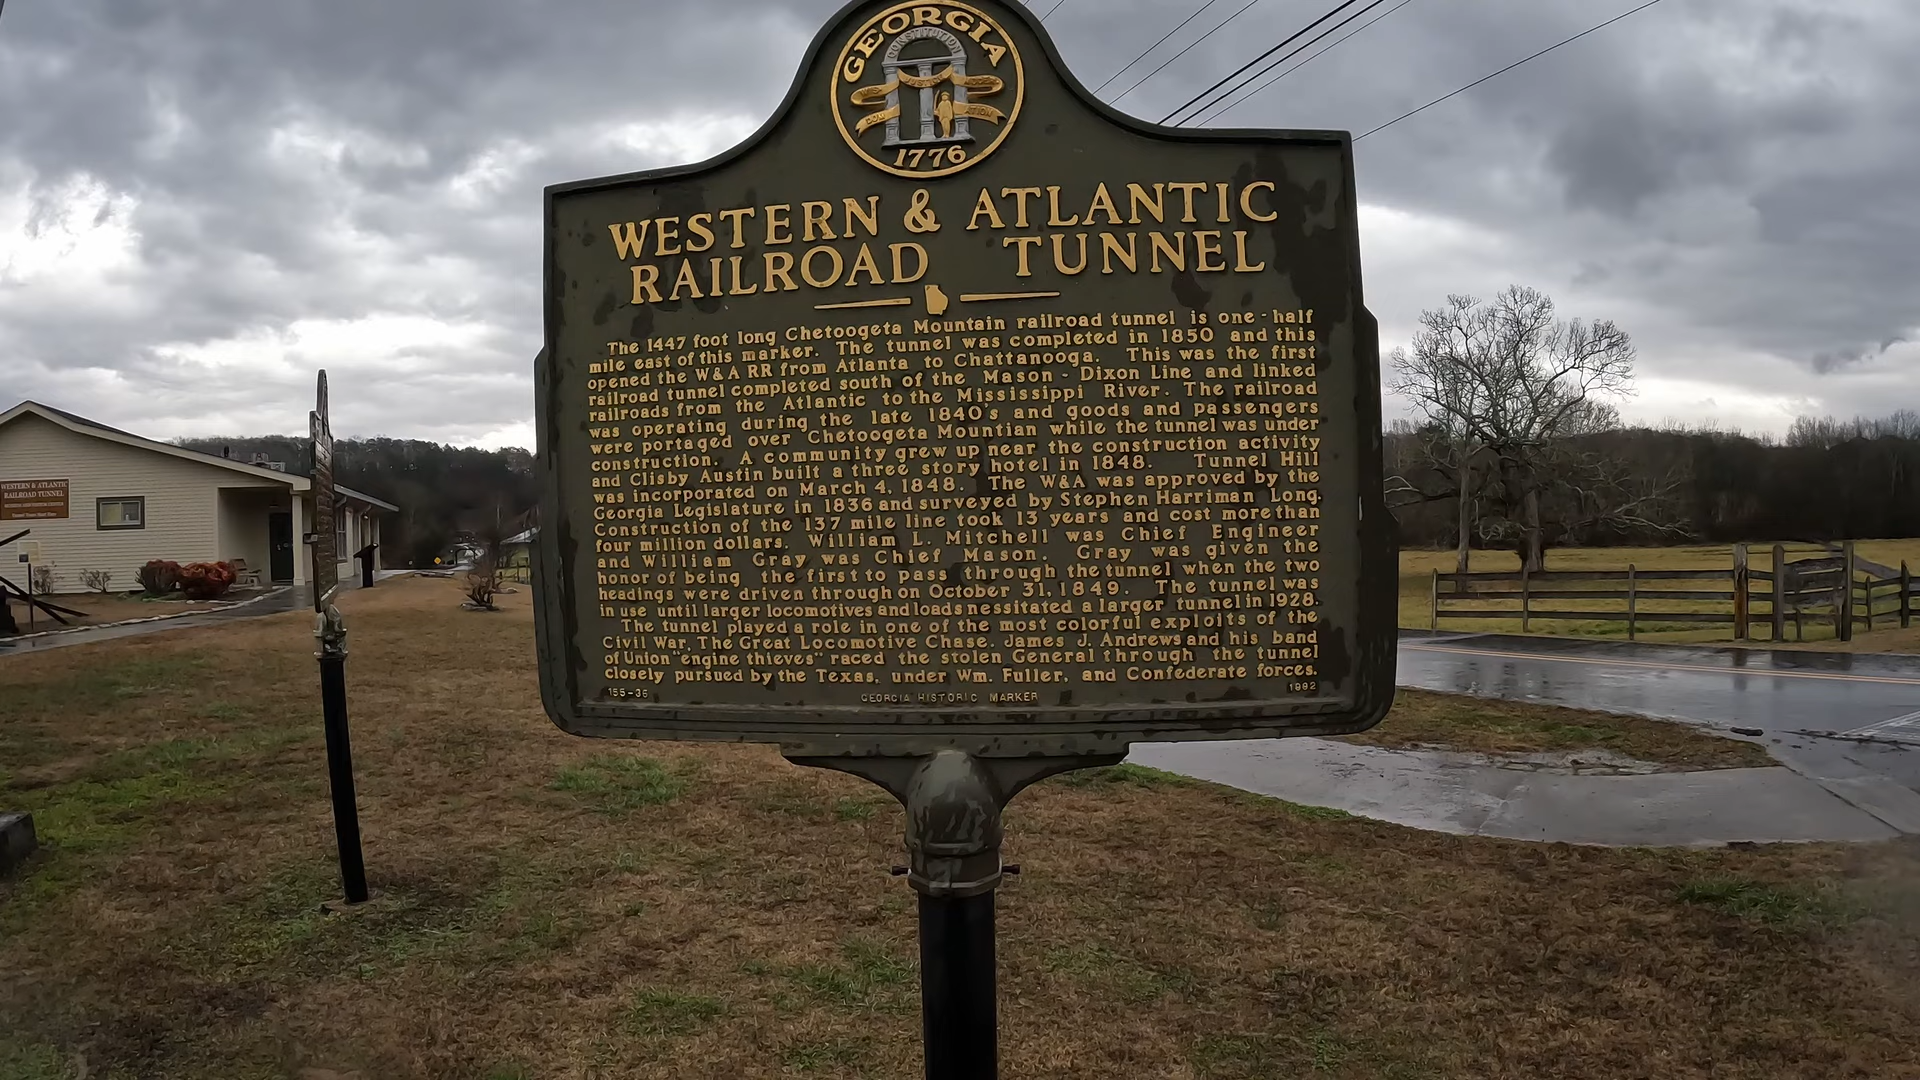 GEORGIA
CONSTITUTION
1776
WESTERN & ATLANTIC
RAILROAD TUNNEL
The 1447 foot long Chetoogeta Mountain railroad tunnel is one-half
mile east of this marker. The tunnel was completed in 1850 and this
opened the W&A RR from Atlanta to Chattanooga. This was the first
railroad tunnel completed south of the Mason-Dixon Line and linked
railroads from the Atlantic to the Mississippi River. The railroad
was operating during the late 1840's and goods and passengers
were portaged over Chetoogeta Mountian while the tunnel was under
construction. A community grew up near the construction activity
and Clisby Austin built a three story hotel in 1848. Tunnel Hill
was incorporated on March 4, 1848. The W&A was approved by the
Georgia Legislature in 1836 and surveyed by Stephen Harriman Long.
Construction of the 137 mile line took 13 years and cost more than
four million dollars. William L. Mitchell was Chief Engineer
and William Gray was Chief Mason. Gray was given the
honor of being the first to pass through the tunnel when the two
headings were driven through on October 31, 1849. The tunnel was
in use until larger locomotives and loads nessitated a larger tunnel in 1928.
The tunnel played a role in one of the most colorful exploits of the
Civil War, The Great Locomotive Chase. James J. Andrews and his band
of Union "engine thieves" raced the stolen General through the tunnel
closely pursued by the Texas, under Wm. Fuller, and Confederate forces.
155-36 GEORGIA HISTORIC MARKER 1992
WESTERN & ATLANTIC
RAILROAD TUNNEL